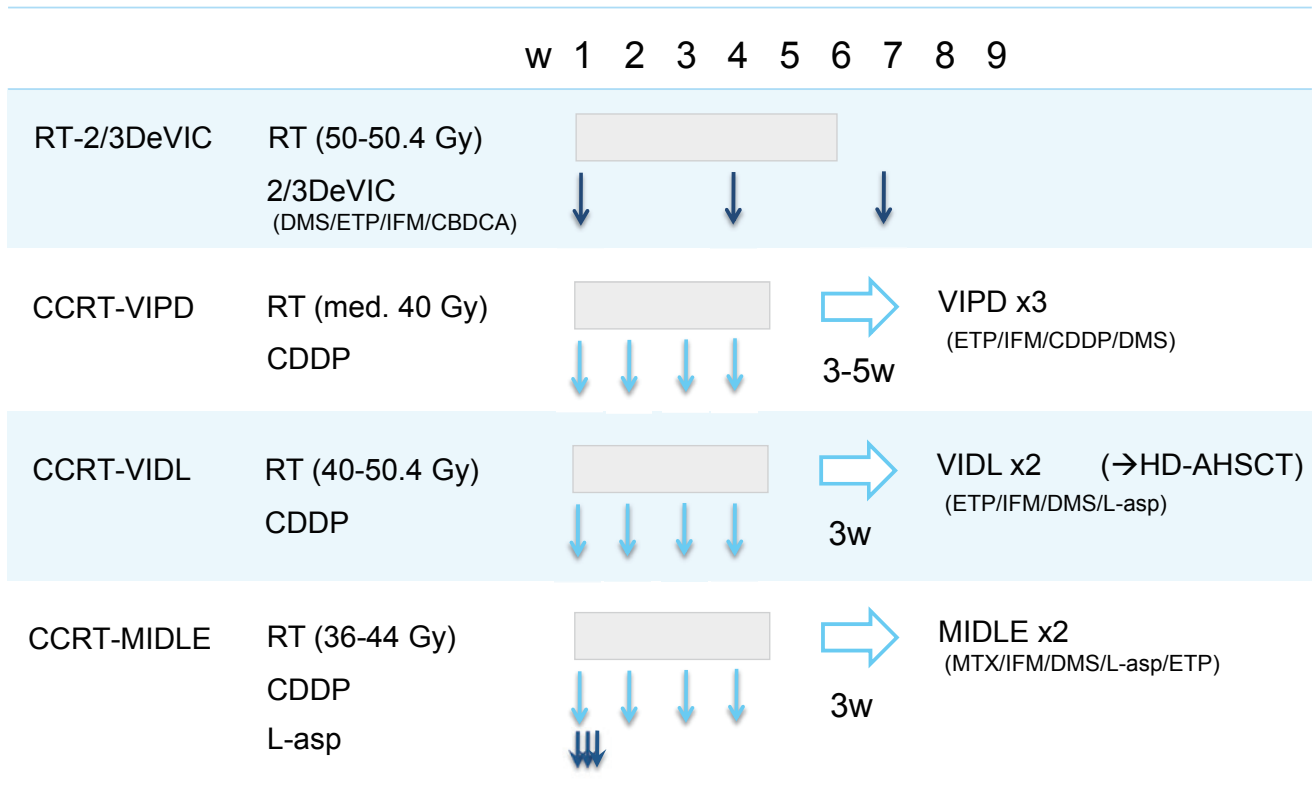 w 1 2 3 4 5 6 7 8 9
RT-2/3DeVIC RT (50-50.4 Gy)
2/3DeVIC
(DMS/ETP/IFM/CBDCA)
CCRT-VIPD RT (med. 40 Gy) VIPD x3
(ETP/IFM/CDDP/DMS)
CDDP 3-5w
CCRT-VIDL RT (40-50.4 Gy) VIDL x2 (→HD-AHSCT)
(ETP/IFM/DMS/L-asp)
CDDP 3w
CCRT-MIDLE RT (36-44 Gy) MIDLE x2
(MTX/IFM/DMS/L-asp/ETP)
CDDP 3w
L-asp